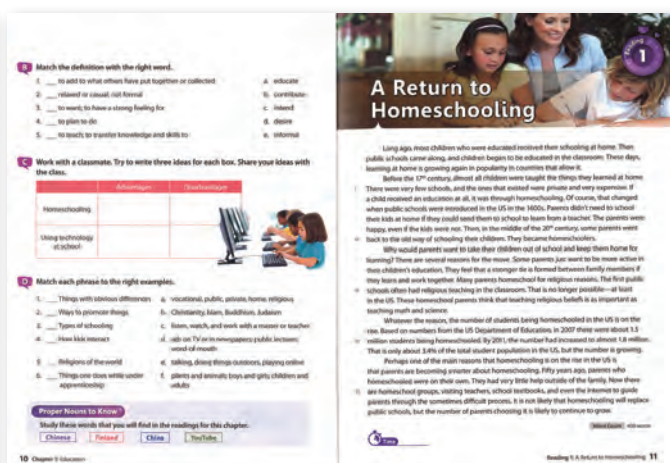 B Match the definition with the right word.
1. ___ to add to what others have put together or collected
a. educate
2. ___ relaxed or casual; not formal
b. contribute
3. ___ to want; to have a strong feeling for
c. intend
4. ___ to plan to do
d. desire
5. ___ to teach; to transfer knowledge and skills to
e. informal
C Work with a classmate. Try to write three ideas for each box. Share your ideas with
the class.
Advantages Disadvantages
Homeschooling
Using technology
at school
D Match each phrase to the right examples.
1. ___ Things with obvious differences
a. vocational, public, private, home, religious
2. ___ Ways to promote things
b. Christianity, Islam, Buddhism, Judaism
3. ___ Types of schooling
c. listen, watch, and work with a master or teacher
4. ___ How kids interact
d. ads on TV or in newspapers; public lectures;
word-of-mouth
5. ___ Religions of the world
e. talking, doing things outdoors, playing online
6. ___ Things one does while under
apprenticeship
f. plants and animals; boys and girls; children and
adults
Proper Nouns to Know
Study these words that you will find in the readings for this chapter.
Chinese Finland China YouTube
10 Chapter 1: Education
Reading 1
A Return to
Homeschooling
Long ago, most children who were educated received their schooling at home. Then
public schools came along, and children began to be educated in the classroom. These days,
learning at home is growing again in popularity in countries that allow it.
Before the 17th century, almost all children were taught the things they learned at home.
There were very few schools, and the ones that existed were private and very expensive. If
a child received an education at all, it was through homeschooling. Of course, that changed
when public schools were introduced in the US in the 1600s. Parents didn't need to school
their kids at home if they could send them to school to learn from a teacher. The parents were
happy, even if the kids were not. Then, in the middle of the 20th century, some parents went
back to the old way of schooling their children. They became homeschoolers.
Why would parents want to take their children out of school and keep them home for
learning? There are several reasons for the move. Some parents just want to be more active in
their children's education. They feel that a stronger tie is formed between family members if
they learn and work together. Many parents homeschool for religious reasons. The first public
schools often had religious teaching in the classroom. That is no longer possible—at least
in the US. These homeschool parents think that teaching religious beliefs is as important as
teaching math and science.
Whatever the reason, the number of students being homeschooled in the US is on the
rise. Based on numbers from the US Department of Education, in 2007 there were about 1.5
million students being homeschooled. By 2011, the number had increased to almost 1.8 million.
That is only about 3.4% of the total student population in the US, but the number is growing.
Perhaps one of the main reasons that homeschooling is on the rise in the US is
that parents are becoming smarter about homeschooling. Fifty years ago, parents who
homeschooled were on their own. They had very little help outside of the family. Now there
are homeschool groups, visiting teachers, school textbooks, and even the Internet to guide
parents through the sometimes difficult process. It is not likely that homeschooling will replace
public schools, but the number of parents choosing it is likely to continue to grow.
Word Count
Time
Reading 1: A Return to Homeschooling 11